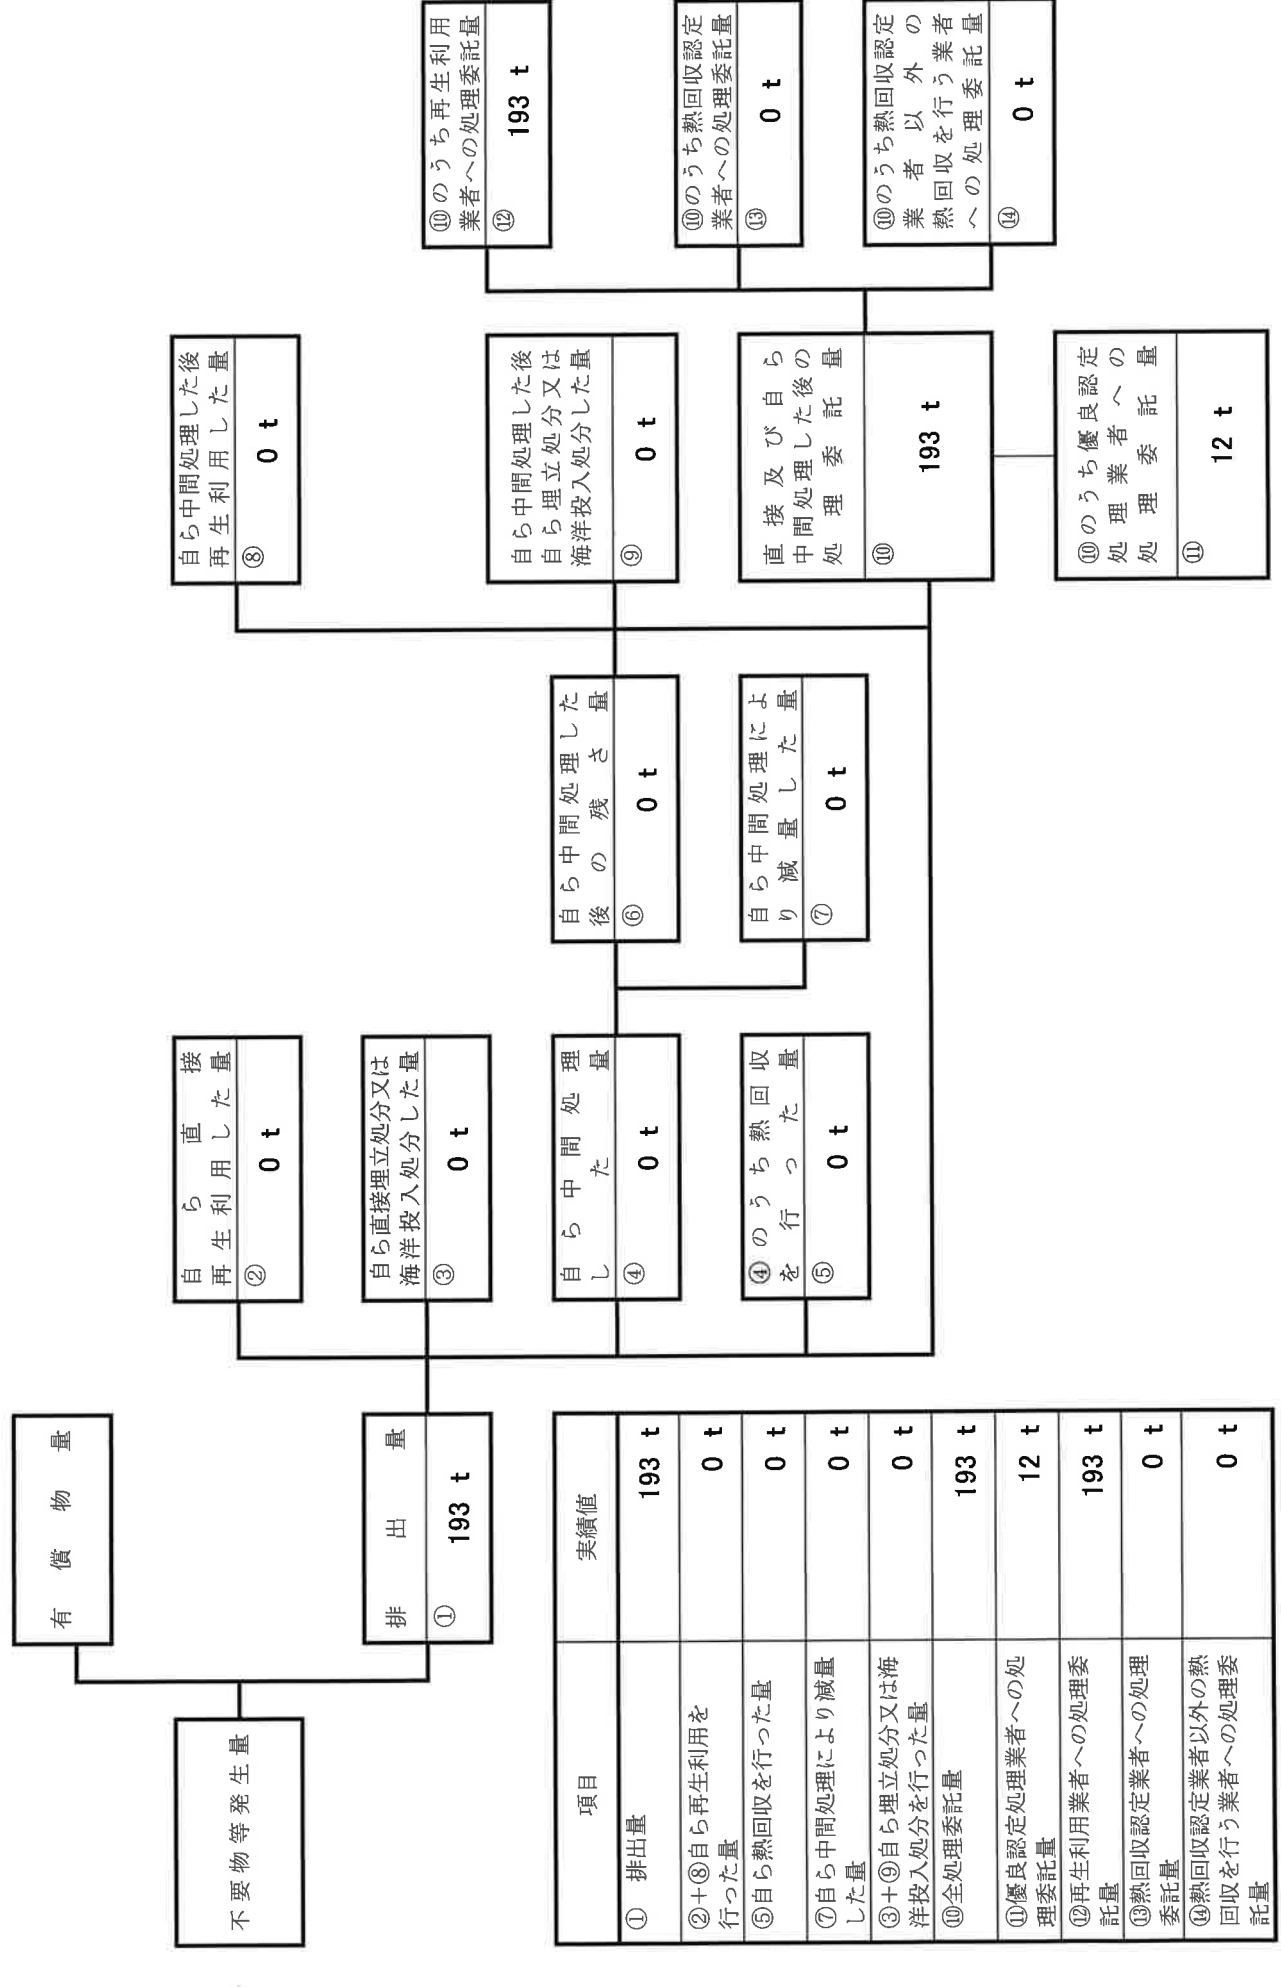 不要物等発生量
有償物量
排出量
① 193 t
自ら直接
再生利用した量
② 0 t
自ら直接埋立処分又は
海洋投入処分した量
③ 0 t
自ら中間処理
した量
④ 0 t
④のうち熱回収
を行った量
⑤ 0 t
自ら中間処理した
後の残さ量
⑥ 0 t
自ら中間処理によ
り減量した量
⑦ 0 t
自ら中間処理した後
再生利用した量
⑧ 0 t
自ら中間処理した後
自ら埋立処分又は
海洋投入処分した量
⑨ 0 t
直接及び自ら
中間処理した後の
処理委託量
⑩ 193 t
⑩のうち優良認定
処理業者への
処理委託量
⑪ 12 t
⑩のうち再生利用
業者への処理委託量
⑫ 193 t
⑩のうち熱回収認定
業者への処理委託量
⑬ 0 t
⑩のうち熱回収認定
業者以外の
熱回収を行う業者
への処理委託量
⑭ 0 t
項目 実績値
① 排出量 193 t
②+⑧自ら再生利用を
行った量 0 t
⑤自ら熱回収を行った量 0 t
⑦自ら中間処理により減量
した量 0 t
③+⑨自ら埋立処分又は海
洋投入処分を行った量 0 t
⑩全処理委託量 193 t
⑪優良認定処理業者への処
理委託量 12 t
⑫再生利用業者への処理委
託量 193 t
⑬熱回収認定業者への処理
委託量 0 t
⑭熱回収認定業者以外の熱
回収を行う業者への処理委
託量 0 t